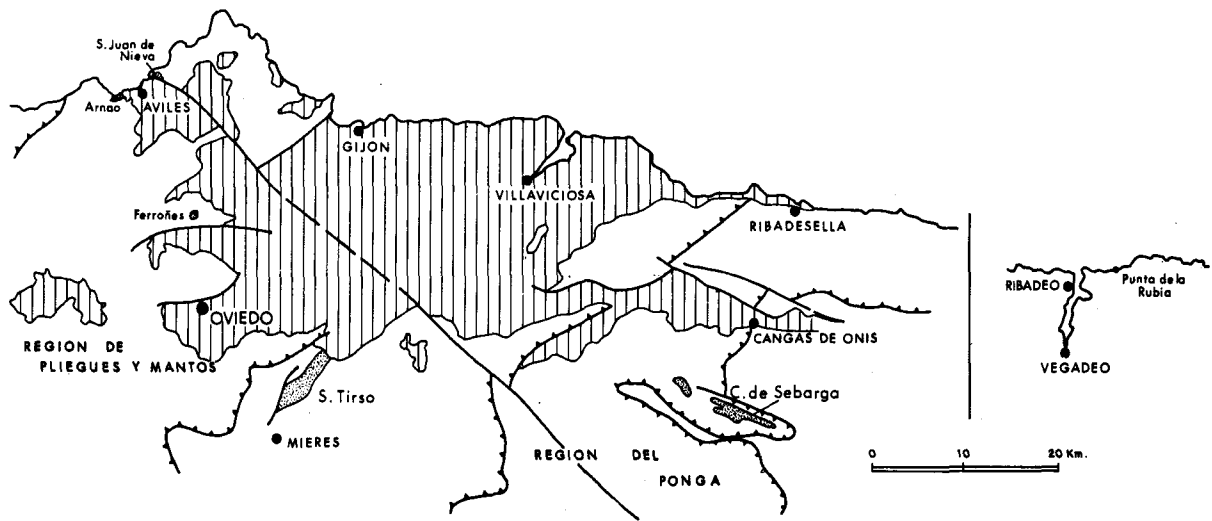 S. Juan de
Nieva
Arnao
AVILES
GIJON
VILLAVICIOSA
Ferroñes
RIBADESELLA
OVIEDO
REGION DE
PLIEGUES Y MANTOS
CANGAS DE ONIS
S. Tirso
C. de Sebarga
MIERES
REGION DEL
PONGA
0 10 20 Km.
RIBADEO
Punta de la
Rubia
VEGADEO